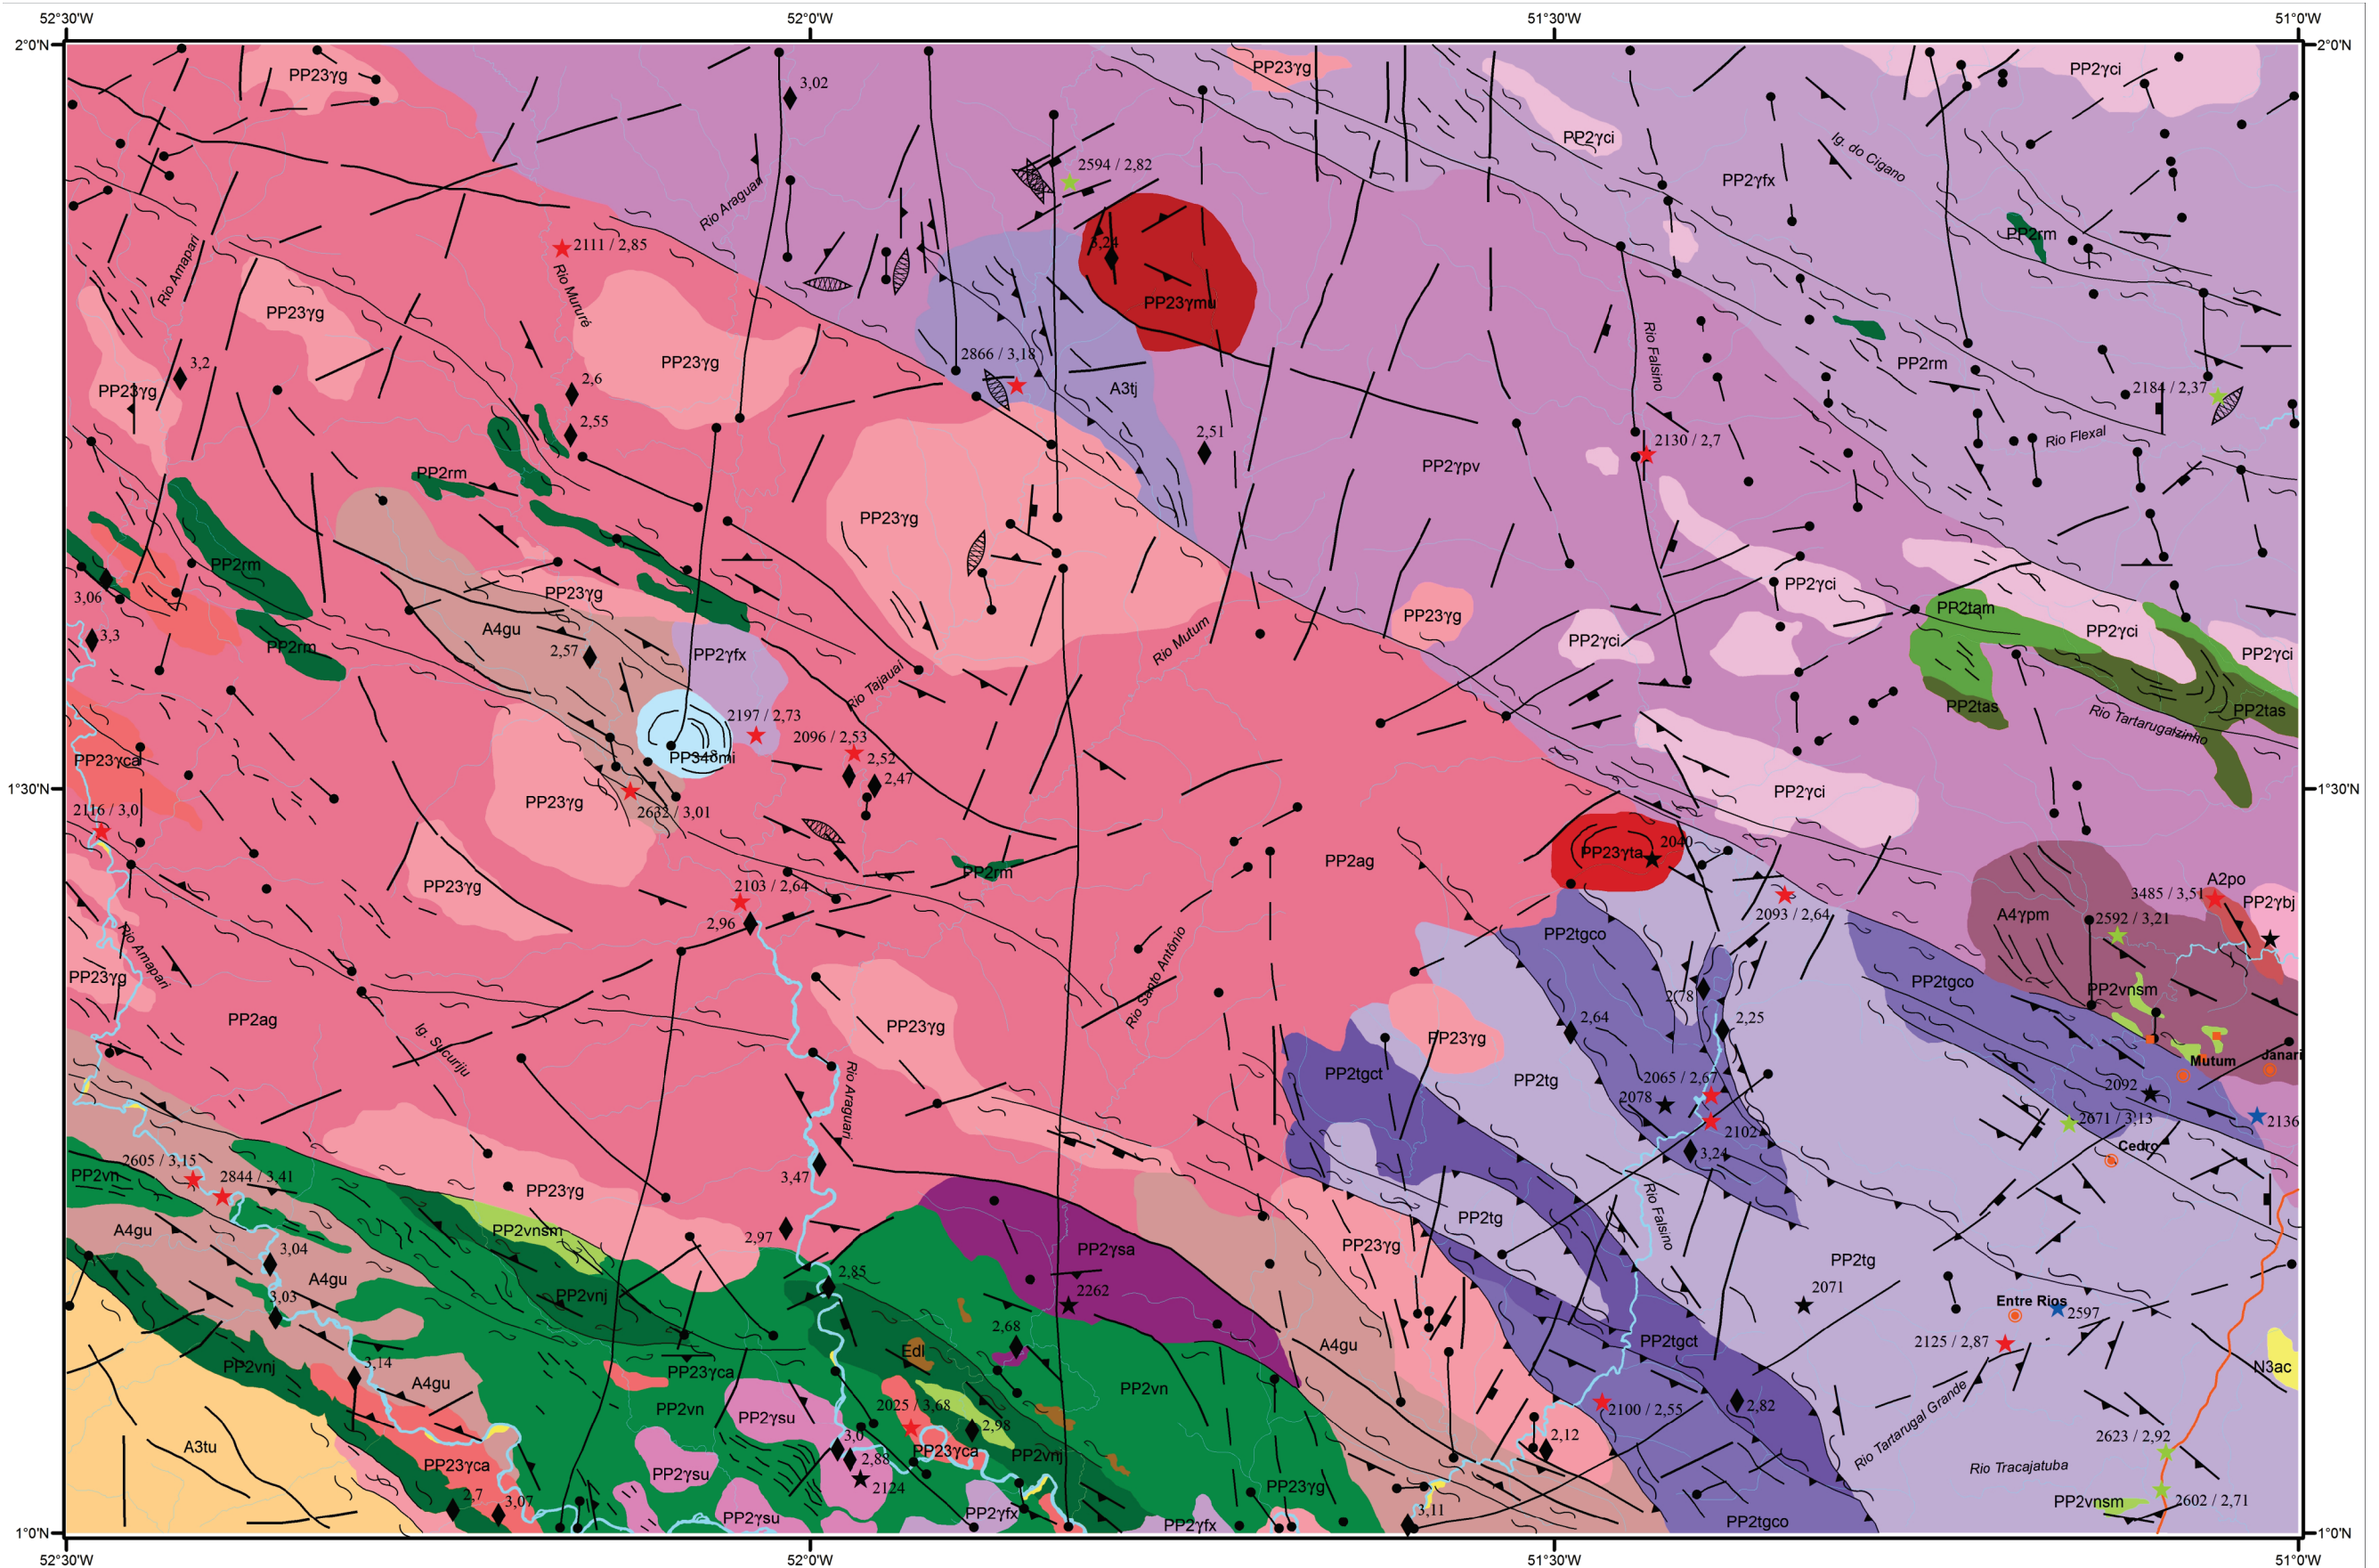 52°30'W 52°0'W 51°30'W 51°0'W
2°0'N 2°0'N
PP23γg PP23γg PP2γci
3,02
PP2γci
Ig. do Cigano
2594 / 2,82
PP2γfx
Rio Araguari
PP2rm
2111 / 2,85
3,24
Rio Amapari
Rio Mururé
PP23γmu
PP23γg
2866 / 3,18
Rio Falsino
3,2
PP23γg
PP2rm
PP23γg
2,6
A3tj
2184 / 2,37
2,55
2,51
2130 / 2,7
Rio Flexal
PP2rm
PP2γpv
PP23γg
PP2rm
3,06
PP23γg
PP2γci
PP2tam
PP23γg
3,3
A4gu
PP2γci
PP2γci
PP2rm
2,57
PP2γfx
Rio Mutum
PP2γci
Rio Tajauai
PP2tas
PP2tas
2197 / 2,73
Rio Tartarugalzinho
2096 / 2,53
PP34δmi
2,52
PP23γca
2,47
PP23γg
PP2γci
2116 / 3,0
2632 / 3,01
2040
PP23γta
PP2ag
PP2rm
A2po
2103 / 2,64
PP23γg
3485 / 3,51
PP2γbj
2,96
2093 / 2,64
A4γpm
2592 / 3,21
PP2tgco
Rio Amapari
PP23γg
Rio Santo Antônio
PP2tgco
PP2vnsm
2,78
PP2ag
PP23γg
2,64
2,25
Ig. Sucuriju
PP23γg
Mutum
Janari
PP2tgct
PP2tg
2065 / 2,67
2092
Rio Araguari
2078
2671 / 3,13
2136
2102
Cedro
2605 / 3,15
3,24
PP2vn
2844 / 3,41
3,47
PP23γg
Rio Falsino
A4gu
PP2vnsm
PP2tg
2,97
3,04
PP2γsa
PP23γg
PP2tg
A4gu
2,85
3,03
PP2vnj
2262
2071
Entre Rios
2597
2,68
PP2tgct
2125 / 2,87
Edl
A4gu
PP2vnj
3,14
PP23γca
N3ac
A4gu
PP2vn
2025 / 3,68
PP2vn
2,82
2100 / 2,55
PP2γsu
2,98
Rio Tartarugal Grande
3,0
2,12
2623 / 2,92
A3tu
PP23γca
PP2vnj
2,88
PP23γca
PP2γsu
Rio Tracajatuba
2124
PP23γg
2,7
3,07
2602 / 2,71
PP2vnsm
3,11
PP2γfx
PP2γsu
PP2γfx
PP2tgco
1°30'N 1°30'N
1°0'N 1°0'N
52°30'W 52°0'W 51°30'W 51°0'W